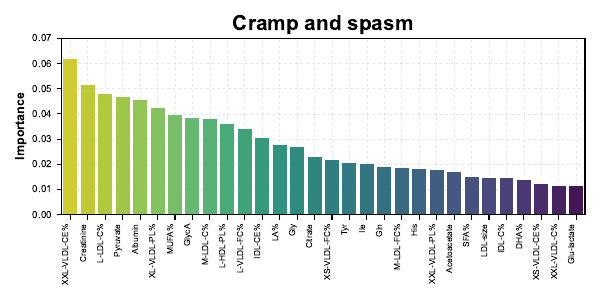 Cramp and spasm
Importance
0.07
0.06
0.05
0.04
0.03
0.02
0.01
0.00
XXL-VLDL-CE%
Creatinine
L-LDL-C%
Pyruvate
Albumin
XL-VLDL-PL%
MUFA%
GlycA
M-LDL-C%
L-HDL-PL%
L-VLDL-FC%
IDL-CE%
LA%
Gly
Citrate
XS-VLDL-FC%
Tyr
Ile
Gln
M-LDL-FC%
His
XXL-VLDL-PL%
Acetoacetate
SFA%
LDL-size
IDL-C%
DHA%
XS-VLDL-CE%
XXL-VLDL-C%
Glu-lactate